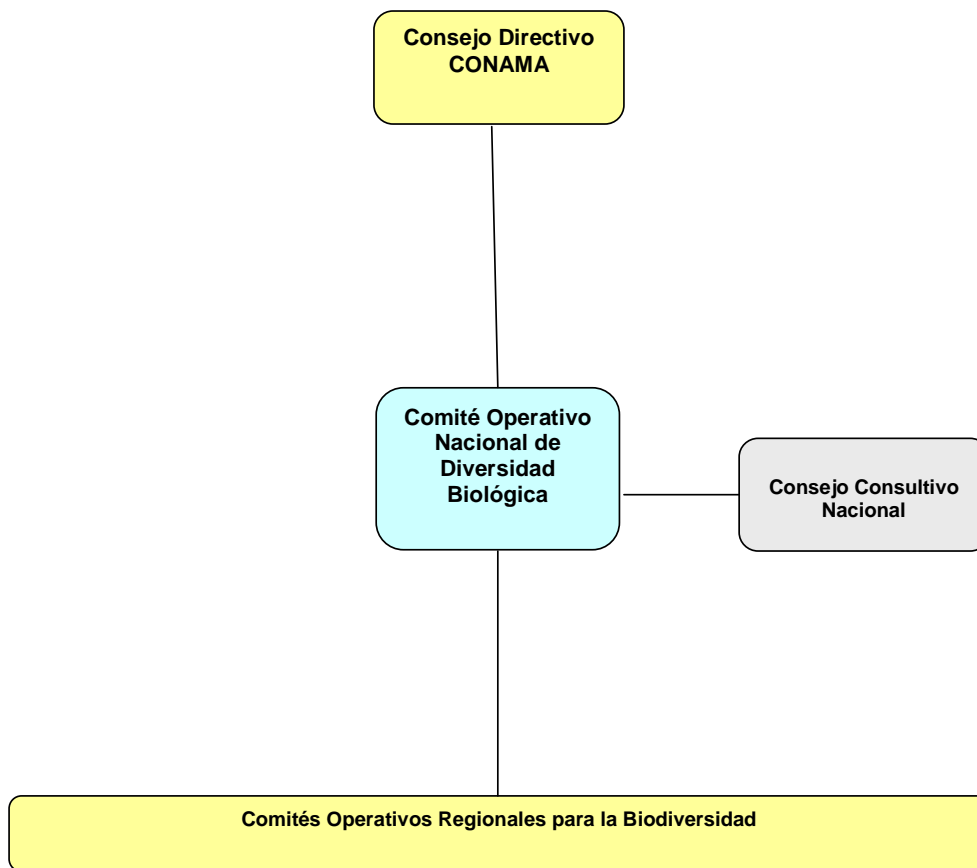 Consejo Directivo
CONAMA
Comité Operativo
Nacional de
Diversidad
Biológica
Consejo Consultivo
Nacional
Comités Operativos Regionales para la Biodiversidad